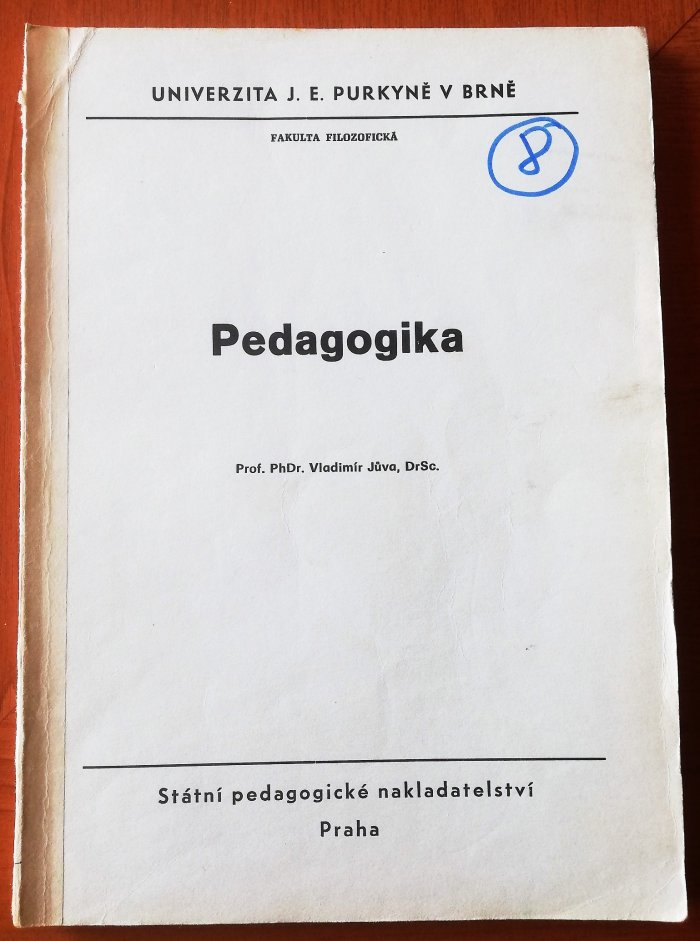 UNIVERZITA J. E. PURKYNĚ V BRNĚ
FAKULTA FILOZOFICKÁ
8
Pedagogika
Prof. PhDr. Vladimír Jůva, DrSc.
Státní pedagogické nakladatelství
Praha